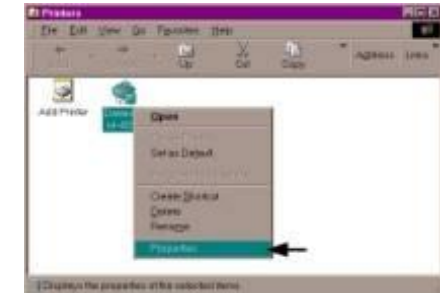 Printers
File Edit View Go Favorites Help
Up Cut Copy Address Links
Add Printer
Open
Set as Default
Create Shortcut
Delete
Rename
Properties
Displays the properties of the selected items.